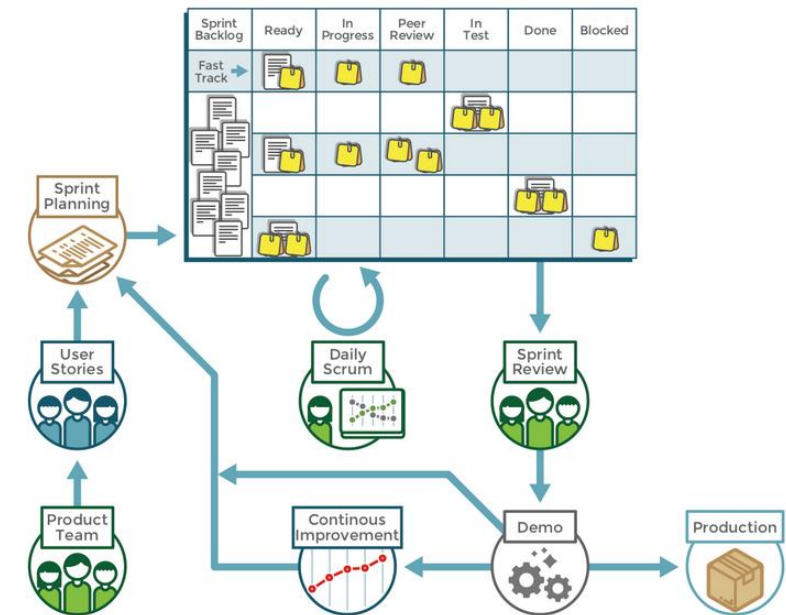 Sprint
Backlog
Ready
In
Progress
Peer
Review
In
Test
Done
Blocked
Fast
Track
Sprint
Planning
User
Stories
Daily
Scrum
Sprint
Review
Product
Team
Continous
Improvement
Demo
Production